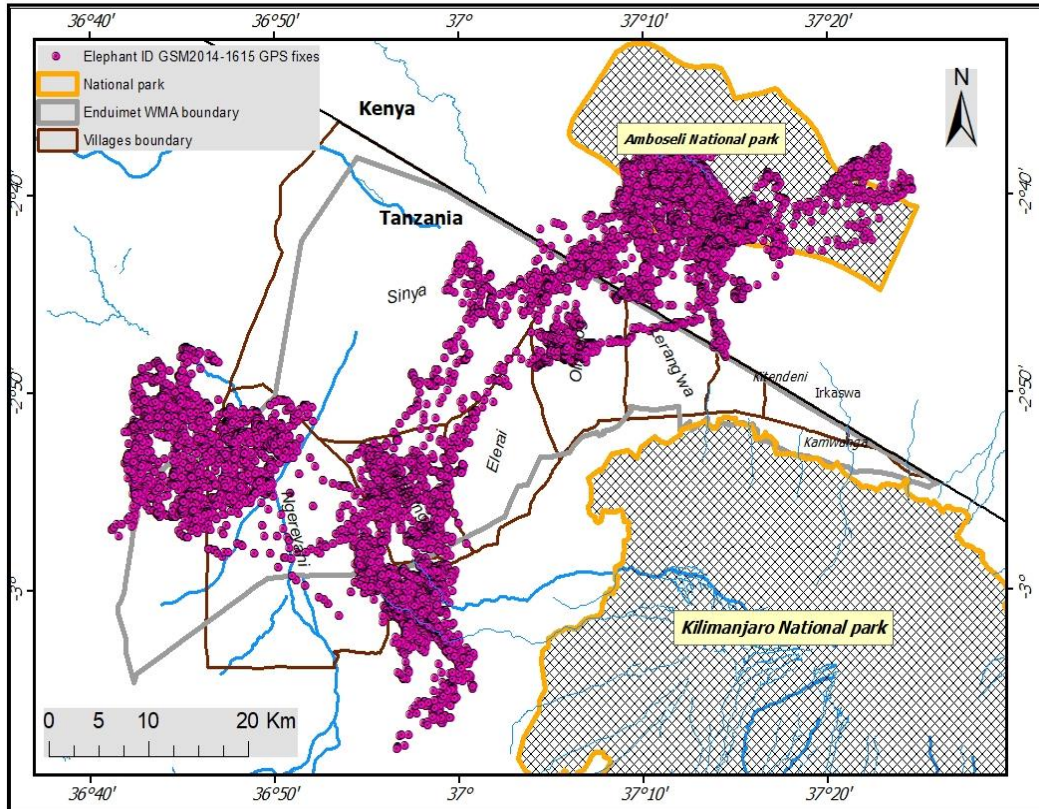 36°40' 36°50' 37° 37°10' 37°20'
Elephant ID GSM2014-1615 GPS fixes
National park
Enduimet WMA boundary
Villages boundary
N
Kenya
Amboseli National park
-2°40' -2°40'
Tanzania
Sinya
Lerang'wa
-2°50' -2°50'
Kitendeni
Irkaswa
Kamwanga
Elerai
Ngereyani
-3° -3°
Kilimanjaro National park
0 5 10 20 Km
36°40' 36°50' 37° 37°10' 37°20'